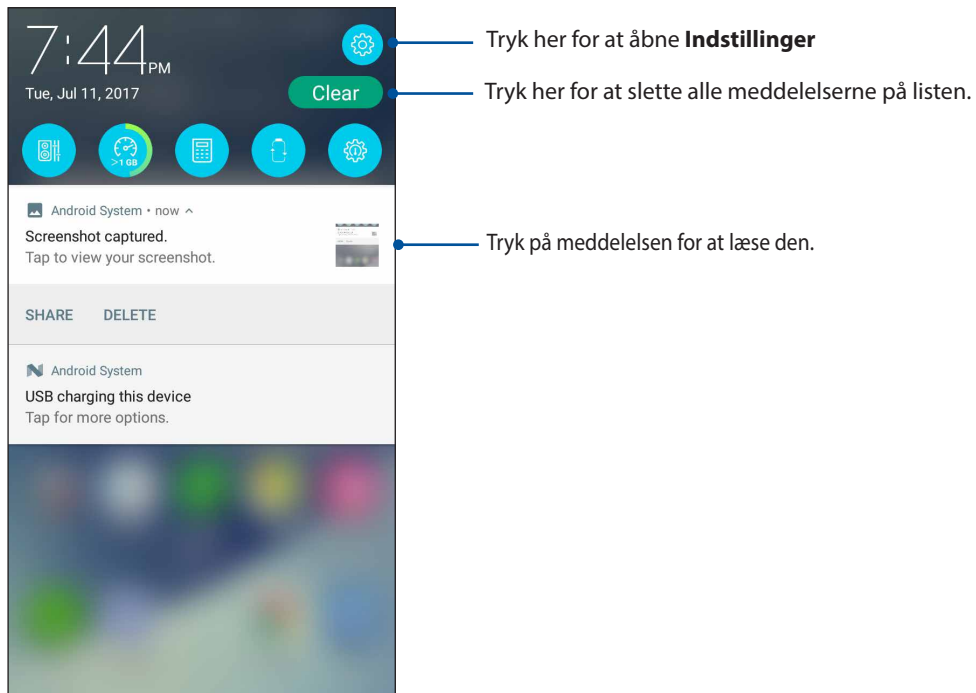 7:44 PM
Tryk her for at åbne Indstillinger
Tue, Jul 11, 2017
Clear
Tryk her for at slette alle meddelelserne på listen.
>1 GB
Android System • now
Screenshot captured.
Tap to view your screenshot.
Tryk på meddelelsen for at læse den.
SHARE DELETE
Android System
USB charging this device
Tap for more options.